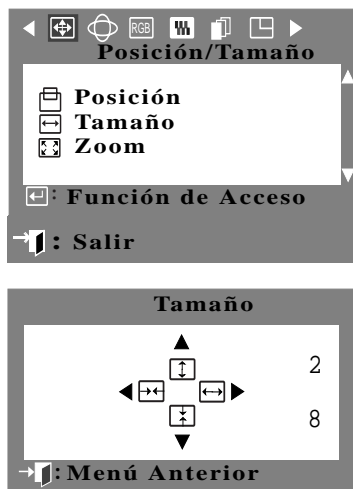 RGB
Posición/Tamaño
Posición
Tamaño
Zoom
: Función de Acceso
: Salir
Tamaño
2
8
:Menú Anterior